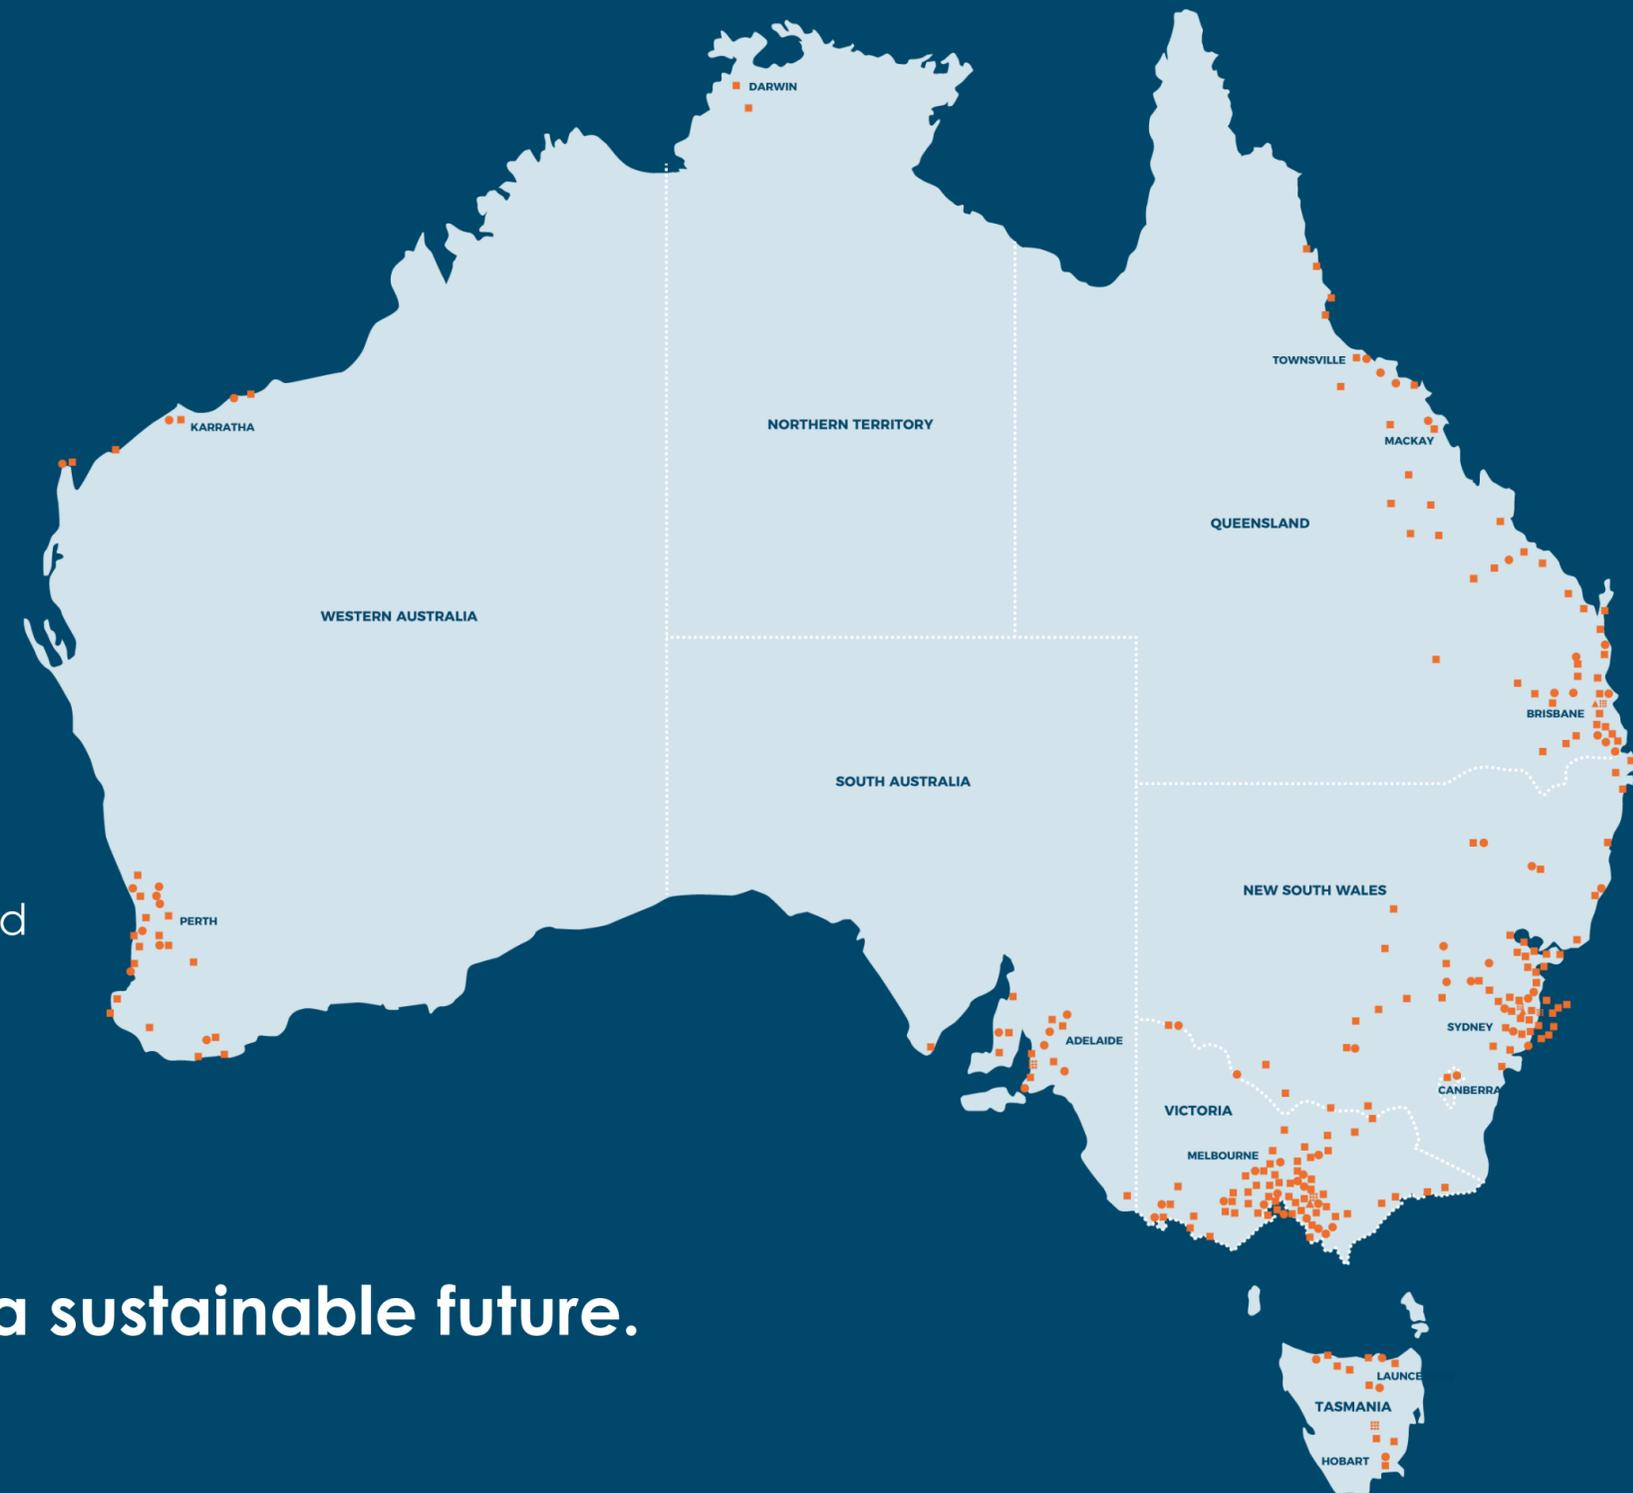 DARWIN
TOWNSVILLE
NORTHERN TERRITORY
KARRATHA
MACKAY
QUEENSLAND
WESTERN AUSTRALIA
BRISBANE
SOUTH AUSTRALIA
NEW SOUTH WALES
d
PERTH
SYDNEY
ADELAIDE
CANBERRA
VICTORIA
MELBOURNE
a sustainable future.
LAUNCE
TASMANIA
HOBART